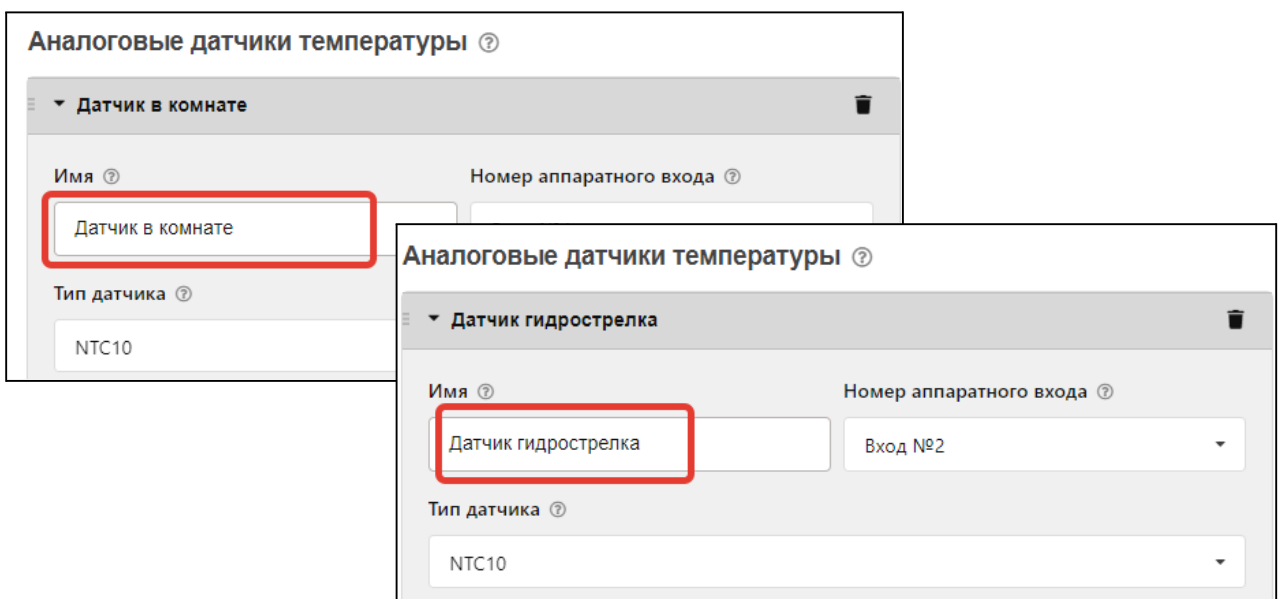 Аналоговые датчики температуры
Датчик в комнате
Имя
Номер аппаратного входа
Датчик в комнате
Тип датчика
NTC10
Аналоговые датчики температуры
Датчик гидрострелка
Имя
Номер аппаратного входа
Датчик гидрострелка
Вход №2
Тип датчика
NTC10